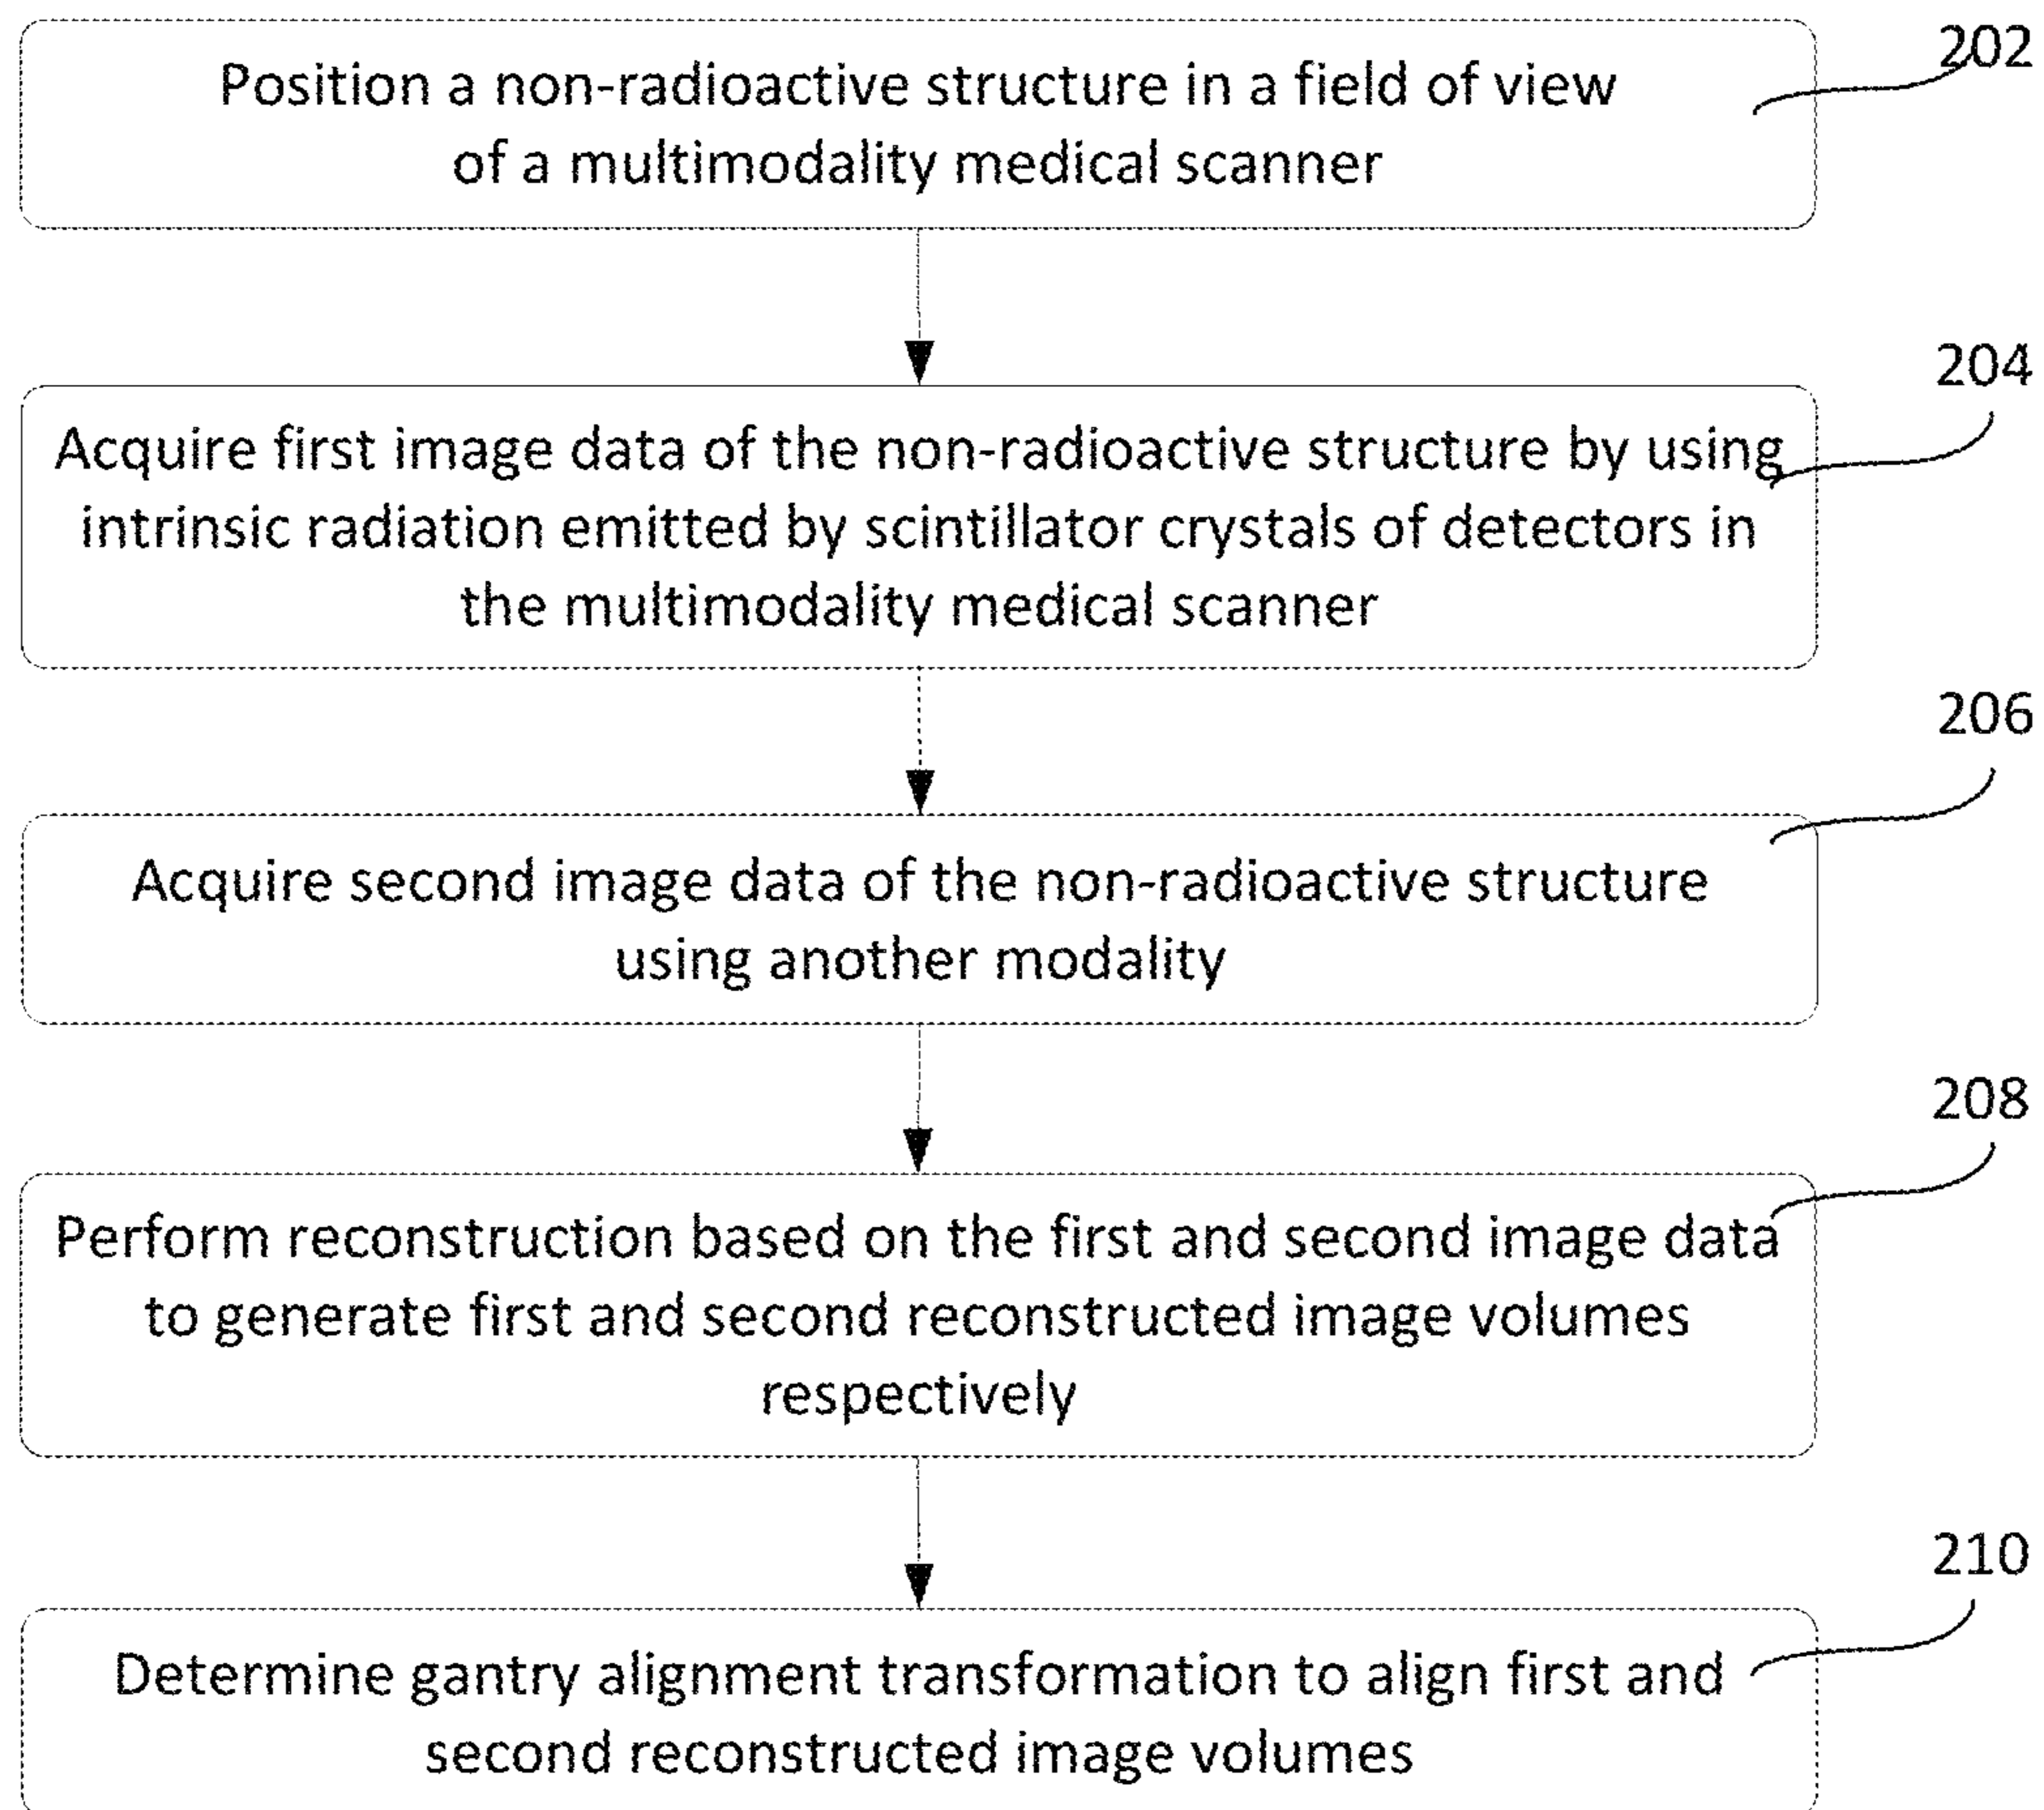 202
Position a non-radioactive structure in a field of view
of a multimodality medical scanner
204
Acquire first image data of the non-radioactive structure by using
intrinsic radiation emitted by scintillator crystals of detectors in
the multimodality medical scanner
206
Acquire second image data of the non-radioactive structure
using another modality
208
Perform reconstruction based on the first and second image data
to generate first and second reconstructed image volumes
respectively
210
Determine gantry alignment transformation to align first and
second reconstructed image volumes